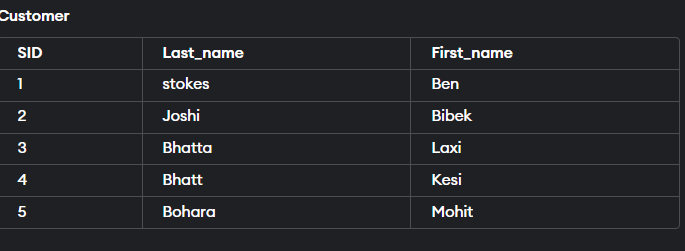 Customer
SID Last_name First_name
1 stokes Ben
2 Joshi Bibek
3 Bhatta Laxi
4 Bhatt Kesi
5 Bohara Mohit